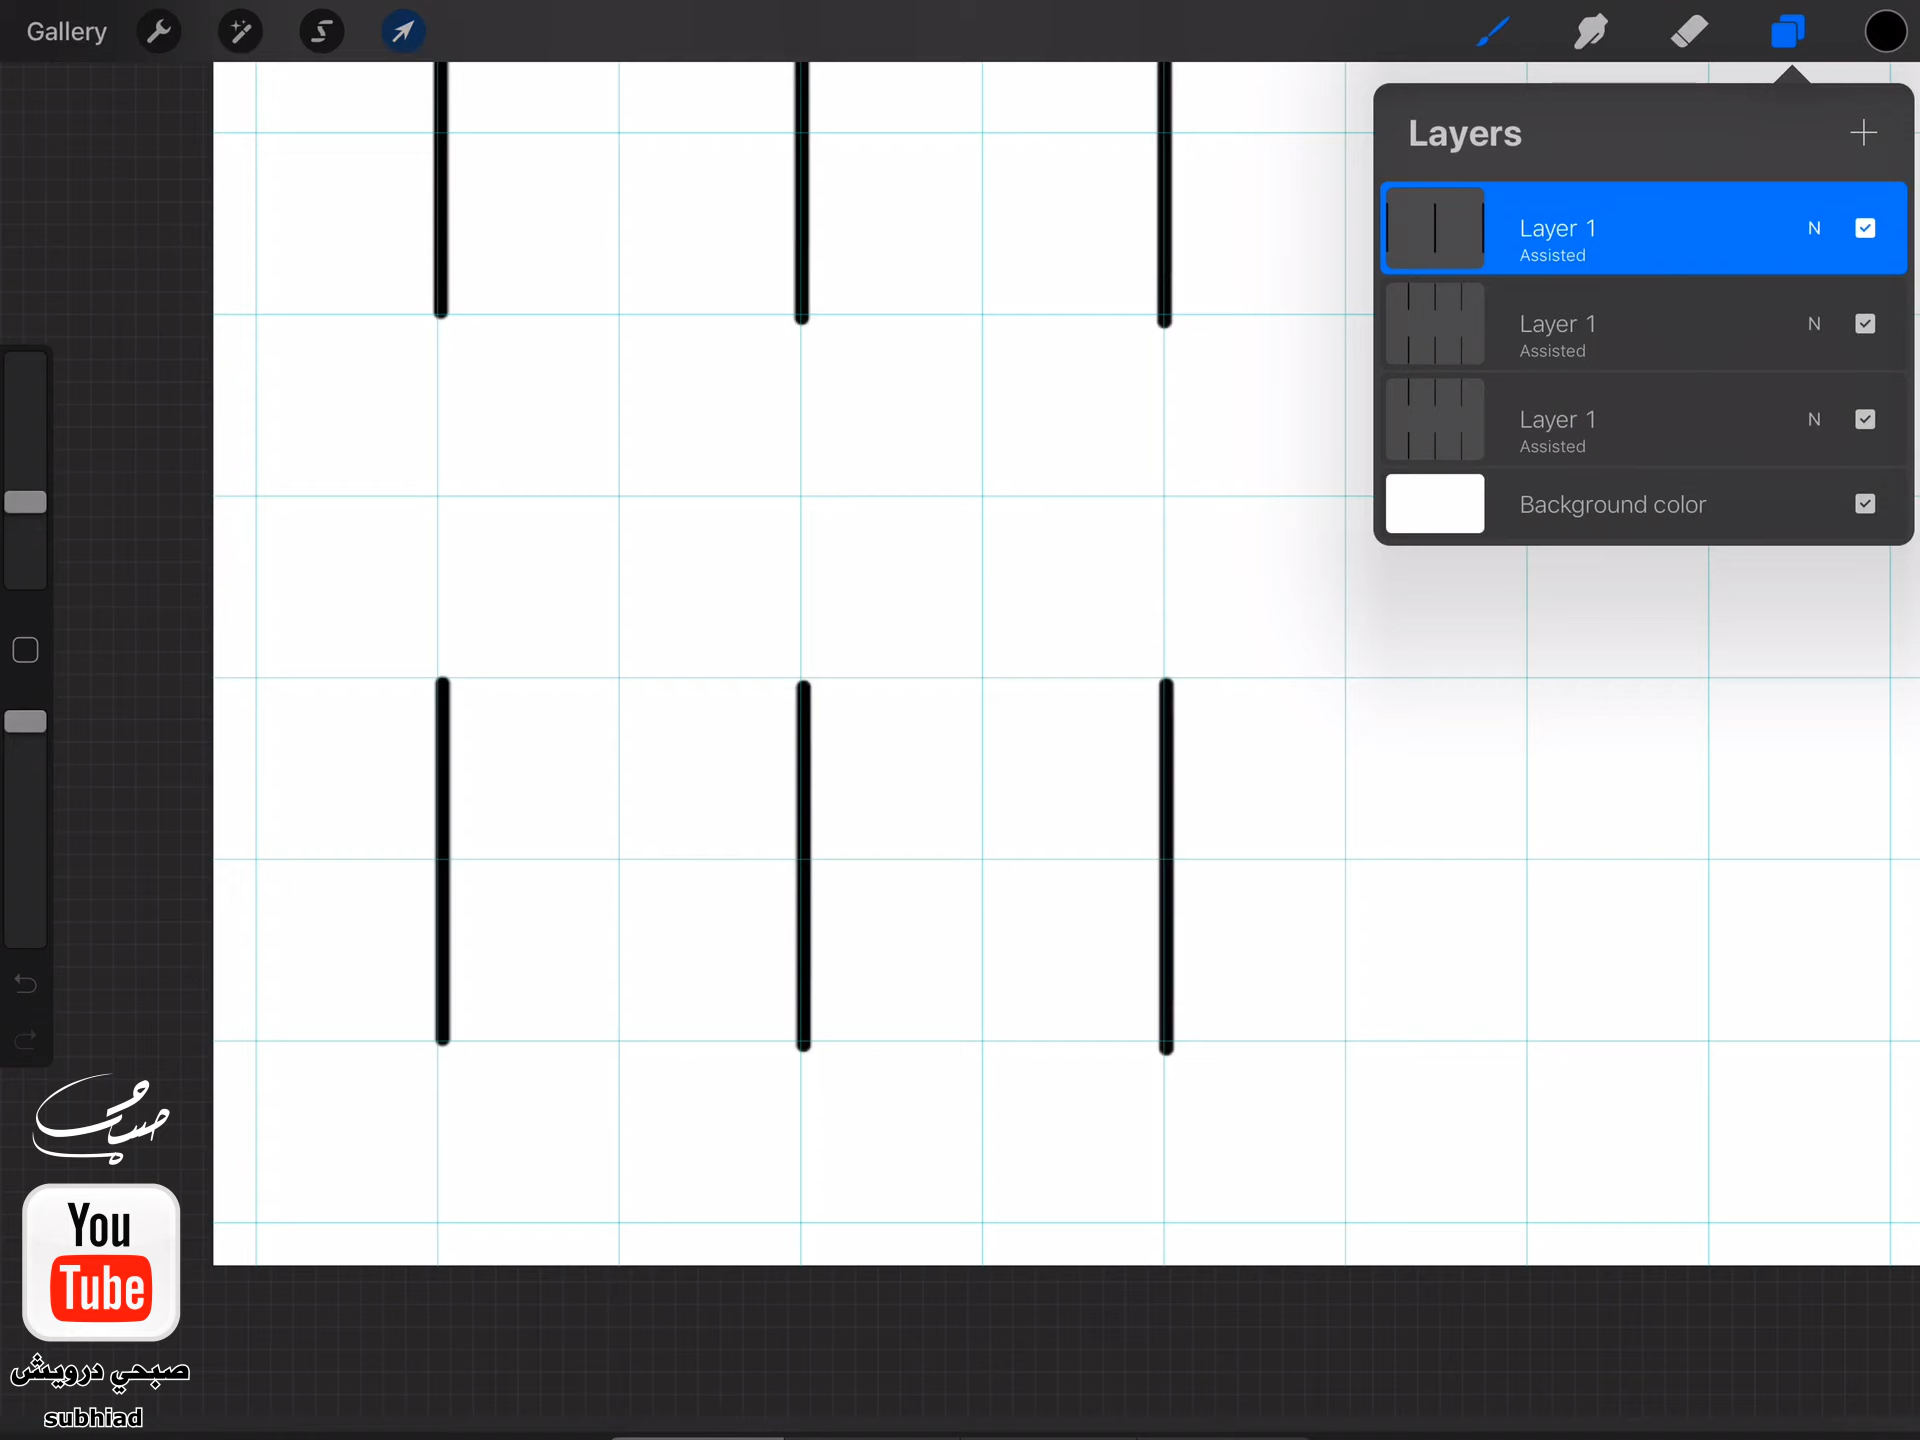 Gallery
Layers
Layer 1
N
Assisted
Layer 1
N
Assisted
Layer 1
N
Assisted
Background color
You
Tube
صبحي درويش
subhiad